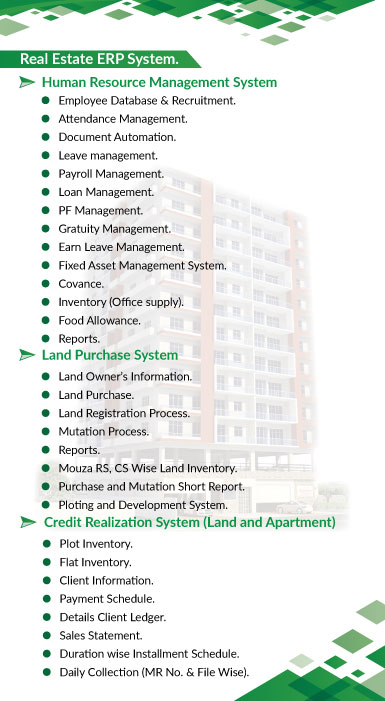 Real Estate ERP System.
Human Resource Management System
Employee Database & Recruitment.
Attendance Management.
Document Automation.
Leave management.
Payroll Management.
Loan Management.
PF Management.
Gratuity Management.
Earn Leave Management.
Fixed Asset Management System.
Covance.
Inventory (Office supply).
Food Allowance.
Reports.
Land Purchase System
Land Owner's Information.
Land Purchase.
Land Registration Process.
Mutation Process.
Reports.
Mouza RS, CS Wise Land Inventory.
Purchase and Mutation Short Report.
Ploting and Development System.
Credit Realization System (Land and Apartment)
Plot Inventory.
Flat Inventory.
Client Information.
Payment Schedule.
Details Client Ledger.
Sales Statement.
Duration wise Installment Schedule.
Daily Collection (MR No. & File Wise).